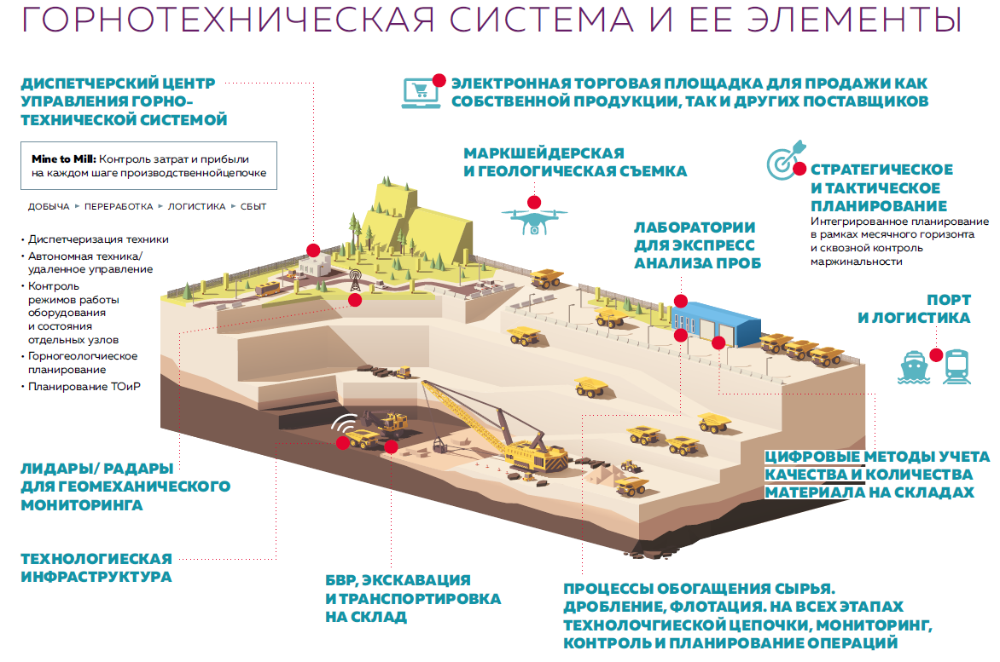 ГОРНОТЕХНИЧЕСКАЯ СИСТЕМА И ЕЕ ЭЛЕМЕНТЫ
ДИСПЕТЧЕРСКИЙ ЦЕНТР
УПРАВЛЕНИЯ ГОРНО-
ТЕХНИЧЕСКОЙ СИСТЕМОЙ
Mine to Mill: Контроль затрат и прибыли
на каждом шаге производственнойцепочке
ДОБЫЧА ▸ ПЕРЕРАБОТКА ▸ ЛОГИСТИКА ▸ СБЫТ
• Диспетчеризация техники
• Автономная техника/
удаленное управление
• Контроль
режимов работы
оборудования
и состояния
отдельных узлов
• Горногеологчиеское
планирование
• Планирование ТОиР
ЭЛЕКТРОННАЯ ТОРГОВАЯ ПЛОЩАДКА ДЛЯ ПРОДАЖИ КАК
СОБСТВЕННОЙ ПРОДУКЦИИ, ТАК И ДРУГИХ ПОСТАВЩИКОВ
МАРКШЕЙДЕРСКАЯ
И ГЕОЛОГИЧЕСКАЯ СЪЕМКА
СТРАТЕГИЧЕСКОЕ
И ТАКТИЧЕСКОЕ
ПЛАНИРОВАНИЕ
Интегрированное планирование
в рамках месячного горизонта
и сквозной контроль
маржинальности
ЛАБОРАТОРИИ
ДЛЯ ЭКСПРЕСС
АНАЛИЗА ПРОБ
ПОРТ
И ЛОГИСТИКА
ЦИФРОВЫЕ МЕТОДЫ УЧЕТА
КАЧЕСТВА И КОЛИЧЕСТВА
МАТЕРИАЛА НА СКЛАДАХ
ЛИДАРЫ/ РАДАРЫ
ДЛЯ ГЕОМЕХАНИЧЕСКОГО
МОНИТОРИНГА
ТЕХНОЛОГИЕСКАЯ
ИНФРАСТРУКТУРА
БВР, ЭКСКАВАЦИЯ
И ТРАНСПОРТИРОВКА
НА СКЛАД
ПРОЦЕССЫ ОБОГАЩЕНИЯ СЫРЬЯ.
ДРОБЛЕНИЕ, ФЛОТАЦИЯ. НА ВСЕХ ЭТАПАХ
ТЕХНОЛОЧГИЕСКОЙ ЦЕПОЧКИ, МОНИТОРИНГ,
КОНТРОЛЬ И ПЛАНИРОВАНИЕ ОПЕРАЦИЙ